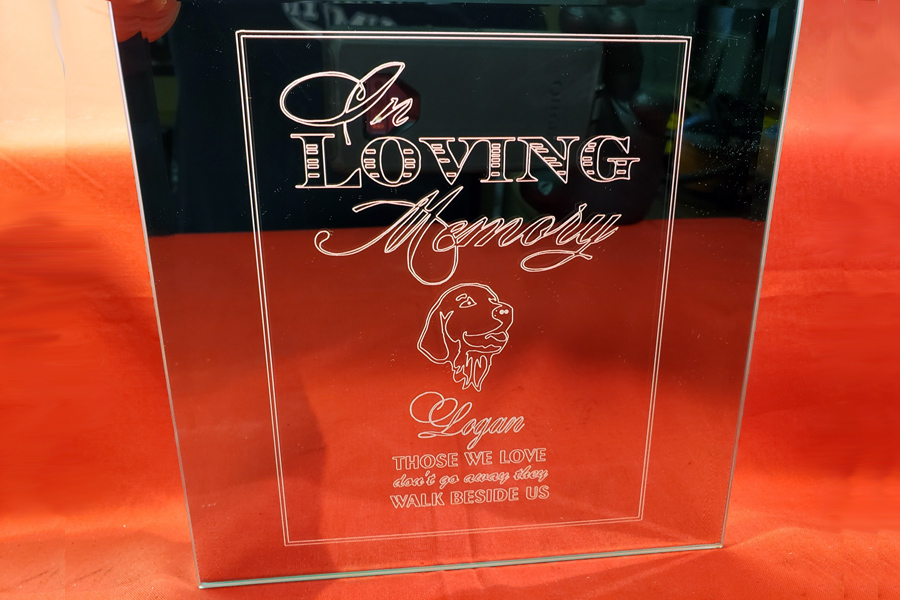 In
LOVING
Memory
Logan
THOSE WE LOVE
don't go away they
WALK BESIDE US